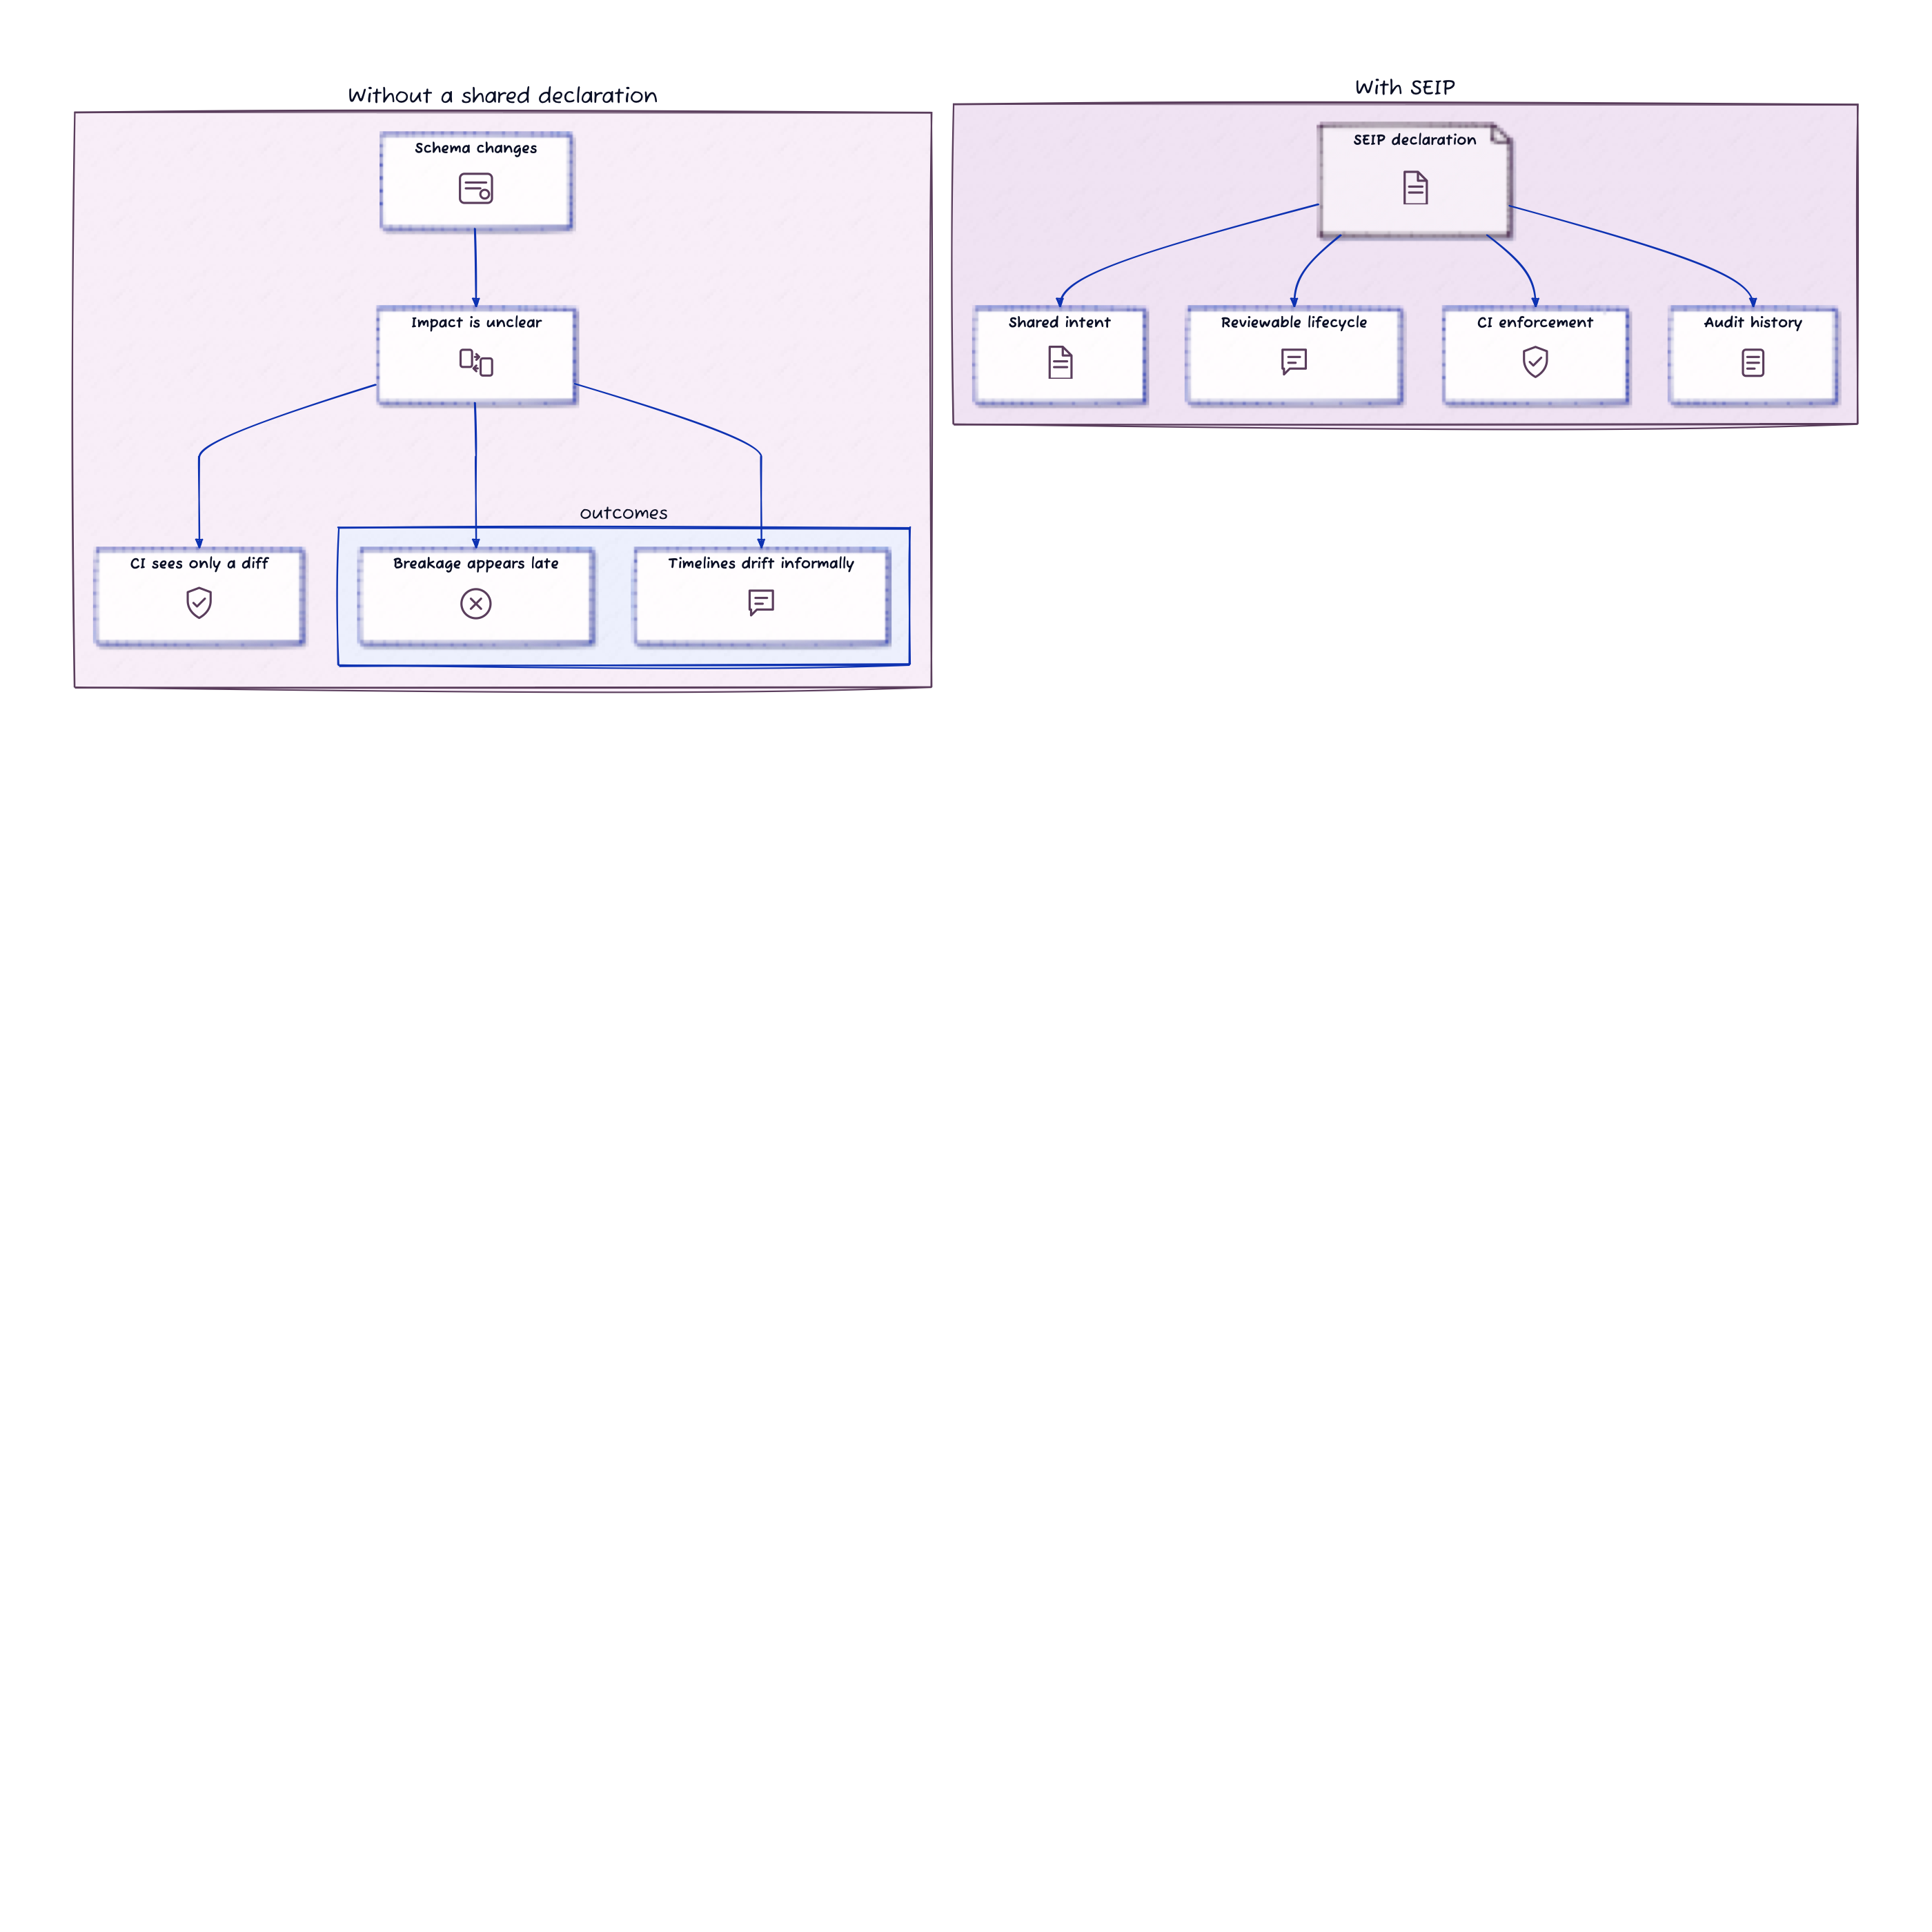 Without a shared declaration
Schema changes
Impact is unclear
outcomes
CI sees only a diff
Breakage appears late
Timelines drift informally
With SEIP
SEIP declaration
Shared intent
Reviewable lifecycle
CI enforcement
Audit history